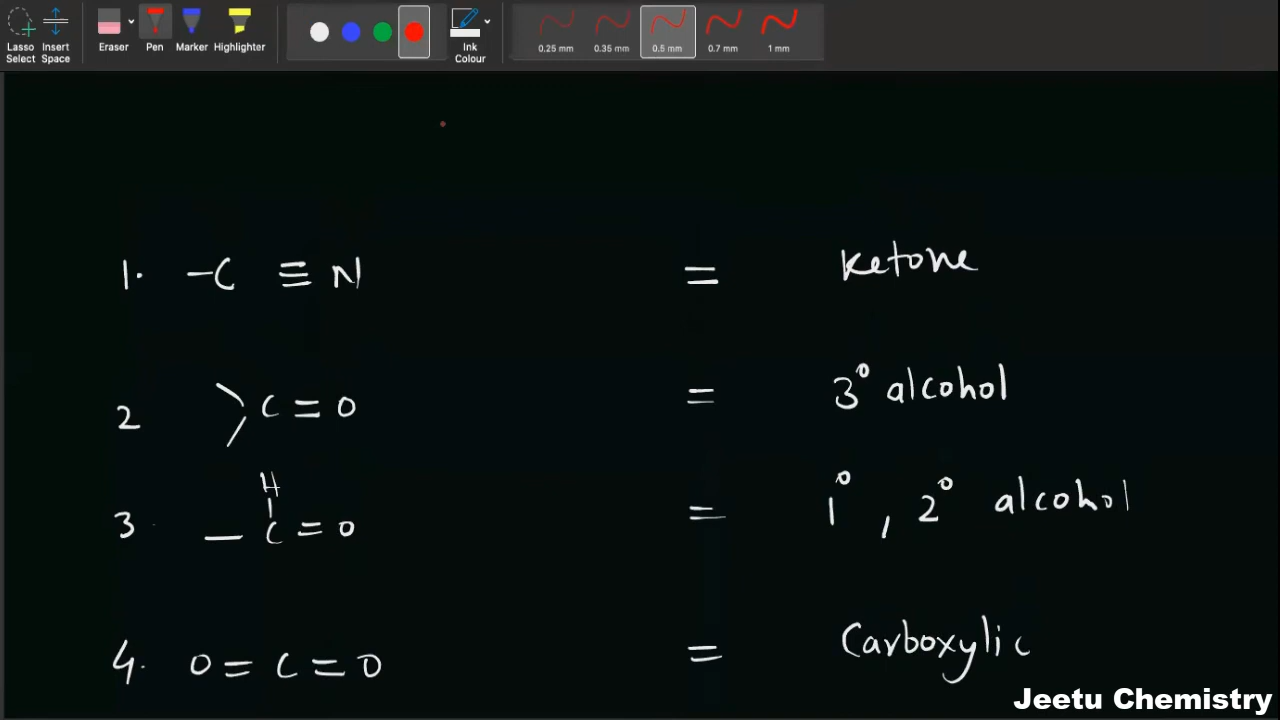 Lasso Select Insert Space Eraser Pen Marker Highlighter Ink Colour 0.25 mm 0.35 mm 0.5 mm 0.7 mm 1 mm
1. -C ≡ N = Ketone
2 >C = O = 3° alcohol
H
3 - C = O = 1°, 2° alcohol
4. O = C = O = Carboxylic
Jeetu Chemistry